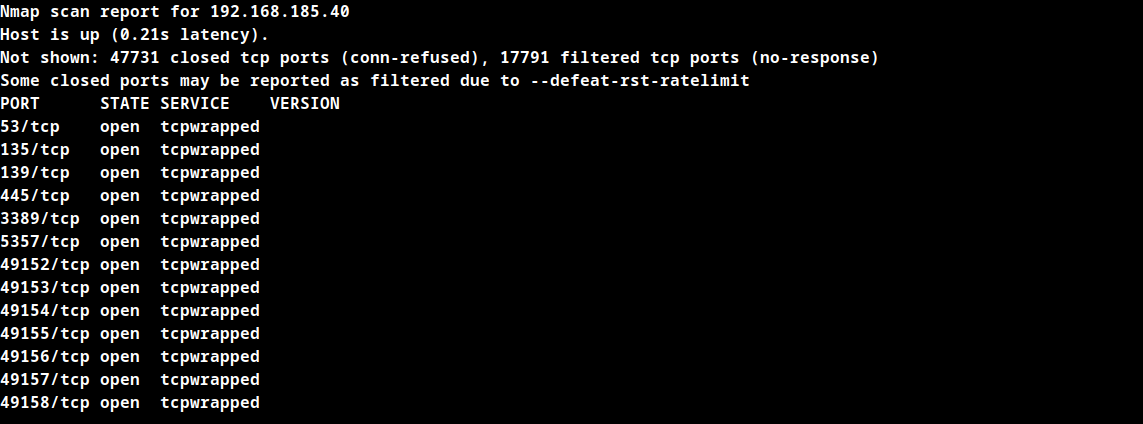 Nmap scan report for 192.168.185.40
Host is up (0.21s latency).
Not shown: 47731 closed tcp ports (conn-refused), 17791 filtered tcp ports (no-response)
Some closed ports may be reported as filtered due to --defeat-rst-ratelimit
PORT      STATE SERVICE    VERSION
53/tcp    open  tcpwrapped
135/tcp   open  tcpwrapped
139/tcp   open  tcpwrapped
445/tcp   open  tcpwrapped
3389/tcp  open  tcpwrapped
5357/tcp  open  tcpwrapped
49152/tcp open  tcpwrapped
49153/tcp open  tcpwrapped
49154/tcp open  tcpwrapped
49155/tcp open  tcpwrapped
49156/tcp open  tcpwrapped
49157/tcp open  tcpwrapped
49158/tcp open  tcpwrapped